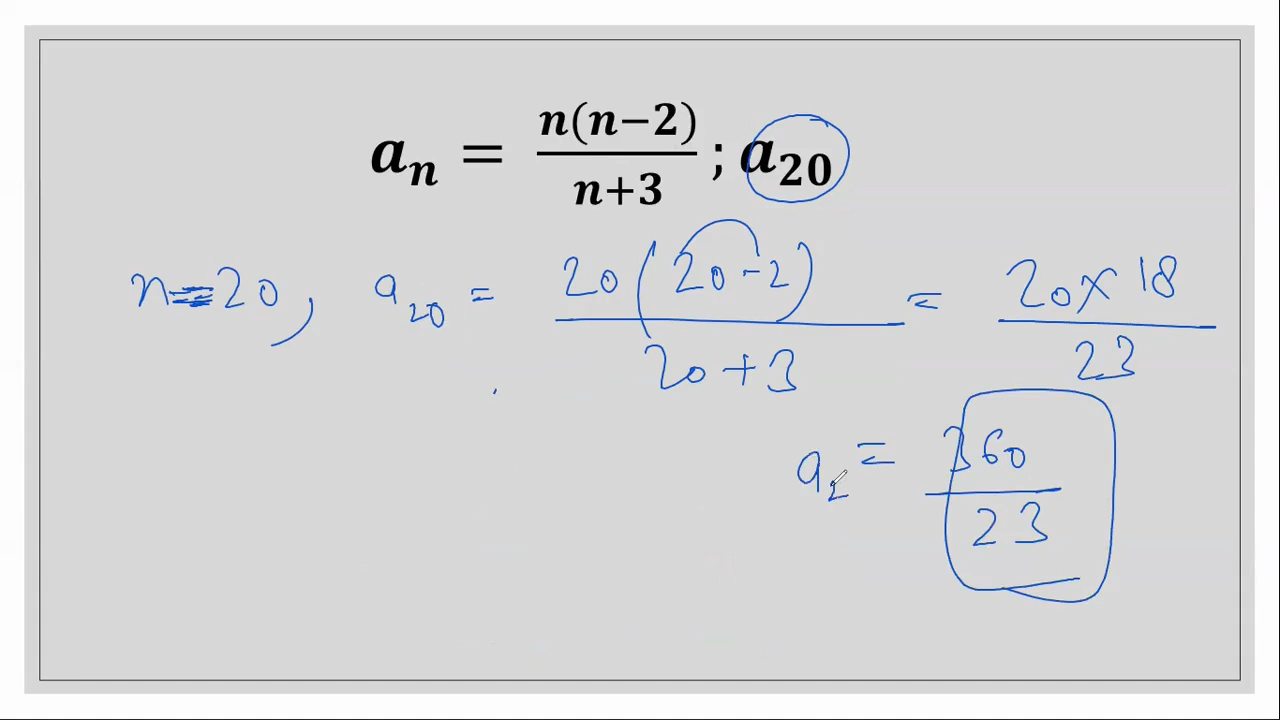 aₙ = n(n−2)/n+3 ; a₂₀
n=20, a₂₀ = 20(20-2)/20+3 = 20×18/23
a₂ = 360/23